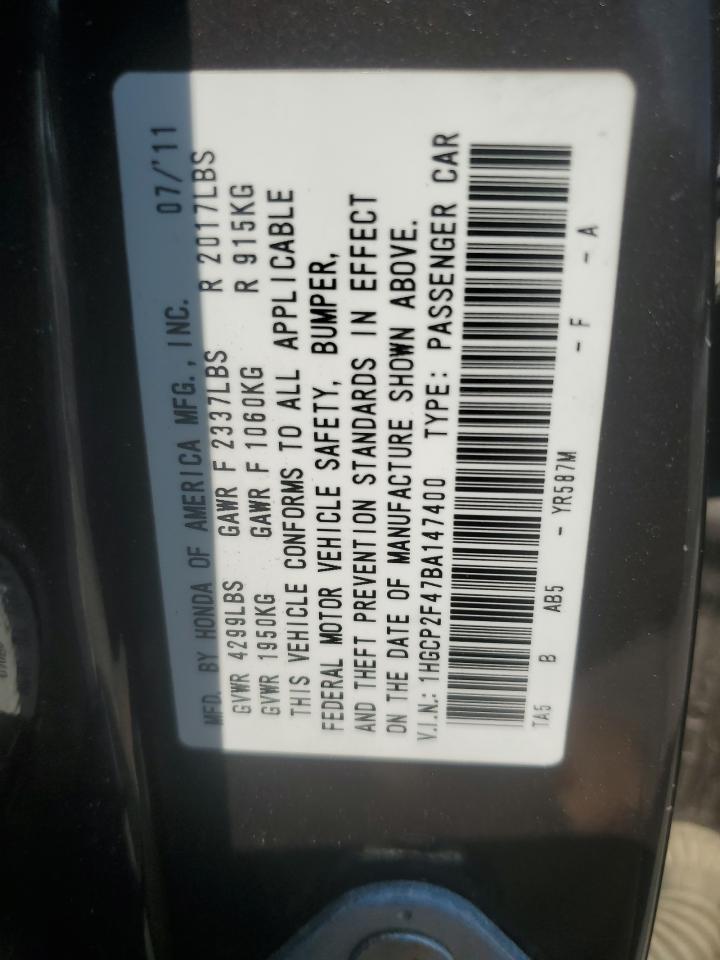 MFD. BY HONDA OF AMERICA MFG., INC. 07/'11
GVWR 4299LBS GAWR F 2337LBS R 2017LBS
GVWR 1950KG GAWR F 1060KG R 915KG
THIS VEHICLE CONFORMS TO ALL APPLICABLE
FEDERAL MOTOR VEHICLE SAFETY, BUMPER,
AND THEFT PREVENTION STANDARDS IN EFFECT
ON THE DATE OF MANUFACTURE SHOWN ABOVE.
V.I.N.: 1HGCP2F47BA147400 TYPE: PASSENGER CAR
TA5 B AB5 - YR587M - F - A